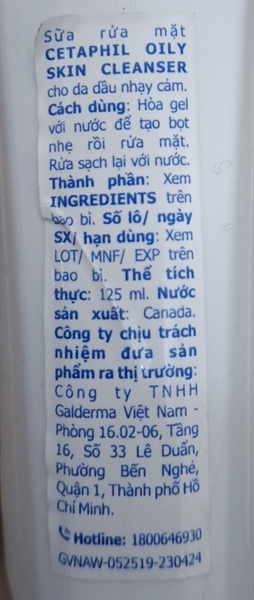 Sữa rửa mặt
CETAPHIL OILY
SKIN CLEANSER
cho da dầu nhạy cảm.
Cách dùng: Hòa gel
với nước để tạo bọt
nhẹ rồi rửa mặt.
Rửa sạch lại với nước.
Thành phần: Xem
INGREDIENTS trên
bao bì. Số lô/ ngày
SX/ hạn dùng: Xem
LOT/ MNF/ EXP trên
bao bì. Thể tích
thực: 125 ml. Nước
sản xuất: Canada.
Công ty chịu trách
nhiệm đưa sản
phẩm ra thị trường:
Công ty TNHH
Galderma Việt Nam -
Phòng 16.02-06, Tầng
16, Số 33 Lê Duẩn,
Phường Bến Nghé,
Quận 1, Thành phố Hồ
Chí Minh.
Hotline: 1800646930
GVNAW-052519-230424